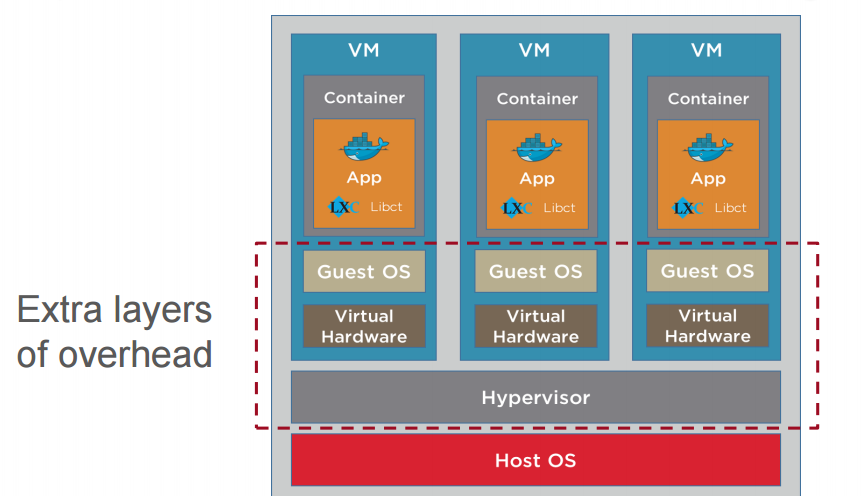 VM
VM
VM
Container
Container
Container
App
App
App
LXC Libct
LXC Libct
LXC Libct
Extra layers
of overhead
Guest OS
Guest OS
Guest OS
Virtual
Hardware
Virtual
Hardware
Virtual
Hardware
Hypervisor
Host OS